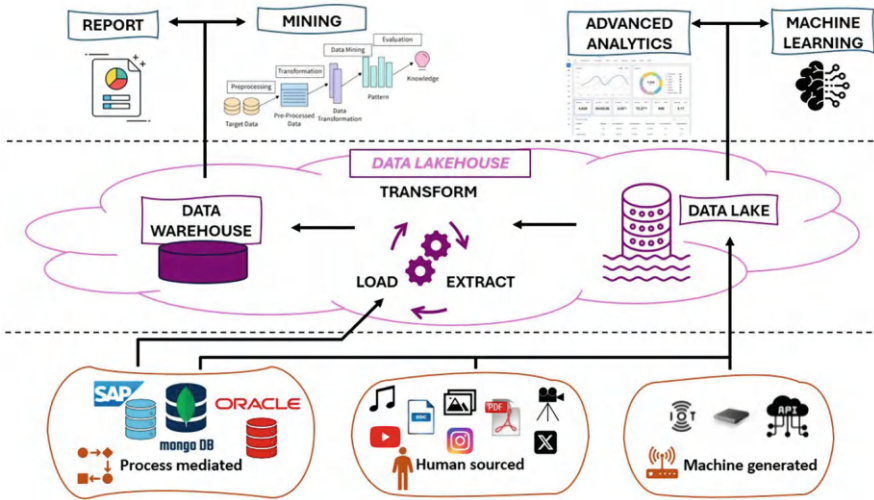 REPORT
MINING
Preprocessing
Transformation
Data Mining
Evaluation
Target Data
Pre-Processed
Data
Data
Transformation
Pattern
Knowledge
ADVANCED
ANALYTICS
MACHINE
LEARNING
DATA LAKEHOUSE
TRANSFORM
LOAD
EXTRACT
DATA
WAREHOUSE
DATA LAKE
SAP
mongo DB
ORACLE
Process mediated
PDF
X
Human sourced
IOT
API
Machine generated